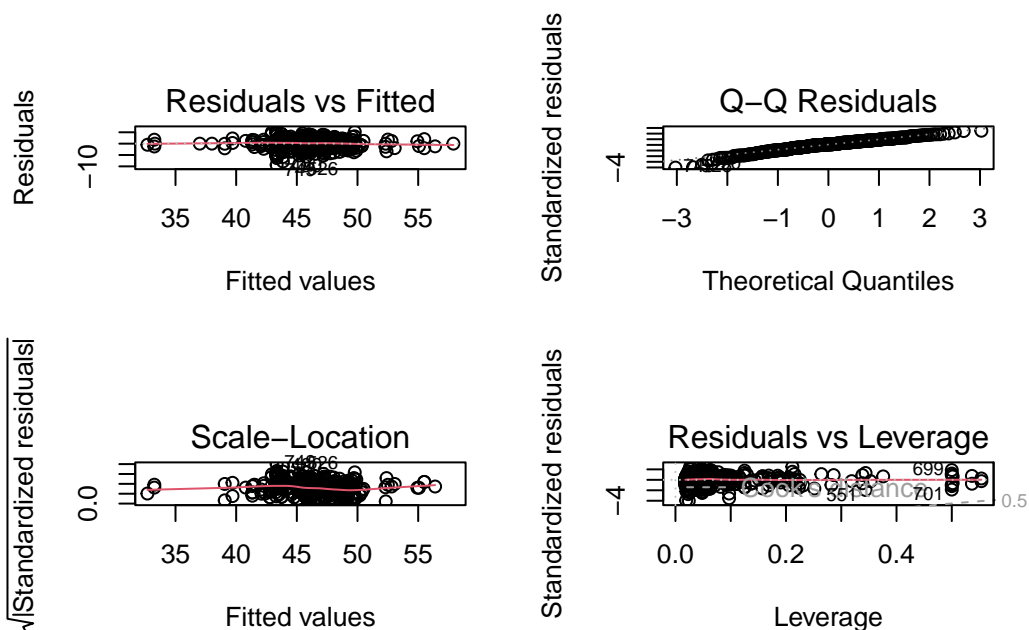 Residuals vs Fitted
Residuals
−10
35 40 45 50 55
Fitted values
Q−Q Residuals
Standardized residuals
−4
−3 −1 0 1 2 3
Theoretical Quantiles
Scale−Location
√|Standardized residuals|
0.0
35 40 45 50 55
Fitted values
Residuals vs Leverage
Standardized residuals
−4
699
551
701
Cook's distance
0.5
0.0 0.2 0.4
Leverage